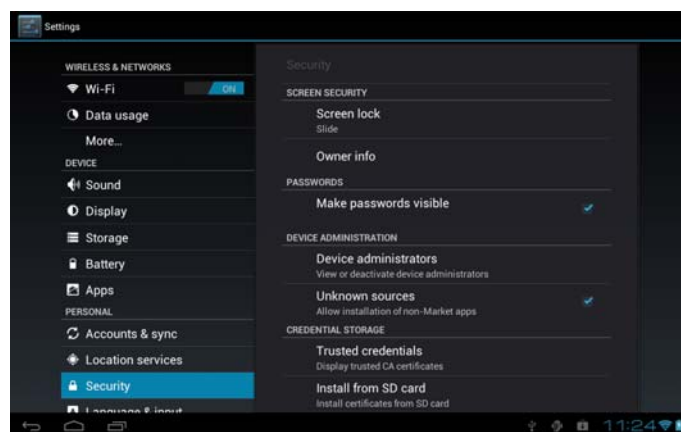 Settings
WIRELESS & NETWORKS
Wi-Fi
ON
Data usage
More...
DEVICE
Sound
Display
Storage
Battery
Apps
PERSONAL
Accounts & sync
Location services
Security
Language & input
Security
SCREEN SECURITY
Screen lock
Slide
Owner info
PASSWORDS
Make passwords visible
DEVICE ADMINISTRATION
Device administrators
View or deactivate device administrators
Unknown sources
Allow installation of non-Market apps
CREDENTIAL STORAGE
Trusted credentials
Display trusted CA certificates
Install from SD card
Install certificates from SD card
11:24